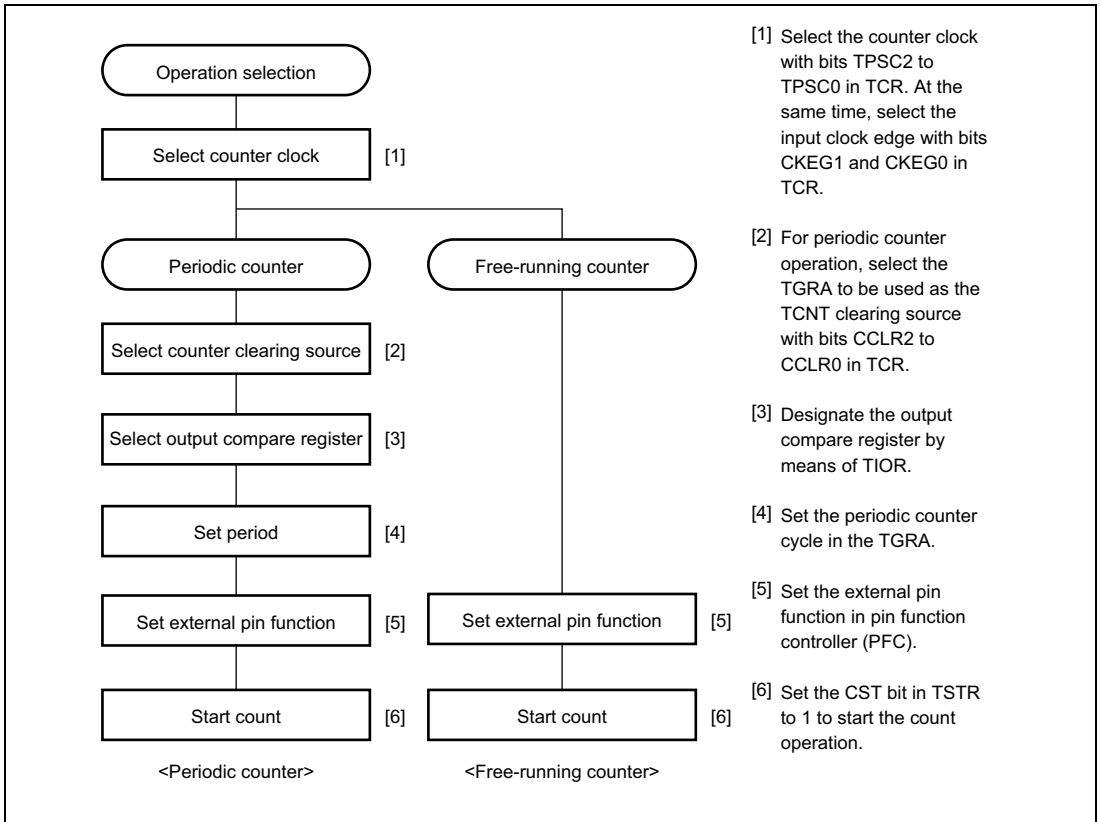 Operation selection
Select counter clock
[1]
Periodic counter
Free-running counter
Select counter clearing source
[2]
Select output compare register
[3]
Set period
[4]
Set external pin function
[5]
Set external pin function
[5]
Start count
[6]
Start count
[6]
<Periodic counter>
<Free-running counter>
[1] Select the counter clock
with bits TPSC2 to
TPSC0 in TCR. At the
same time, select the
input clock edge with bits
CKEG1 and CKEG0 in
TCR.
[2] For periodic counter
operation, select the
TGRA to be used as the
TCNT clearing source
with bits CCLR2 to
CCLR0 in TCR.
[3] Designate the output
compare register by
means of TIOR.
[4] Set the periodic counter
cycle in the TGRA.
[5] Set the external pin
function in pin function
controller (PFC).
[6] Set the CST bit in TSTR
to 1 to start the count
operation.